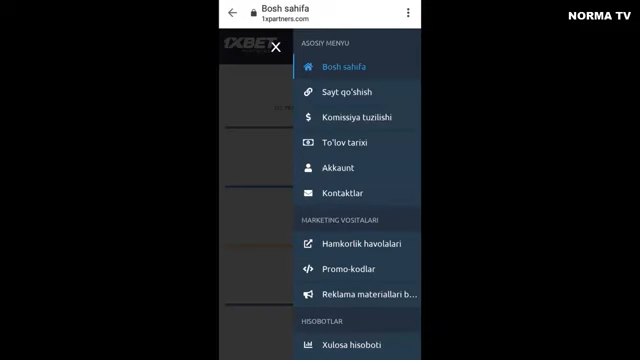 Bosh sahifa
1xpartners.com
NORMA TV
1XBET
ASOSIY MENYU
Bosh sahifa
Sayt qo'shish
Komissiya tuzilishi
To'lov tarixi
Akkaunt
Kontaktlar
MARKETING VOSITALARI
Hamkorlik havolalari
Promo-kodlar
Reklama materiallari b...
HISOBOTLAR
Xulosa hisoboti